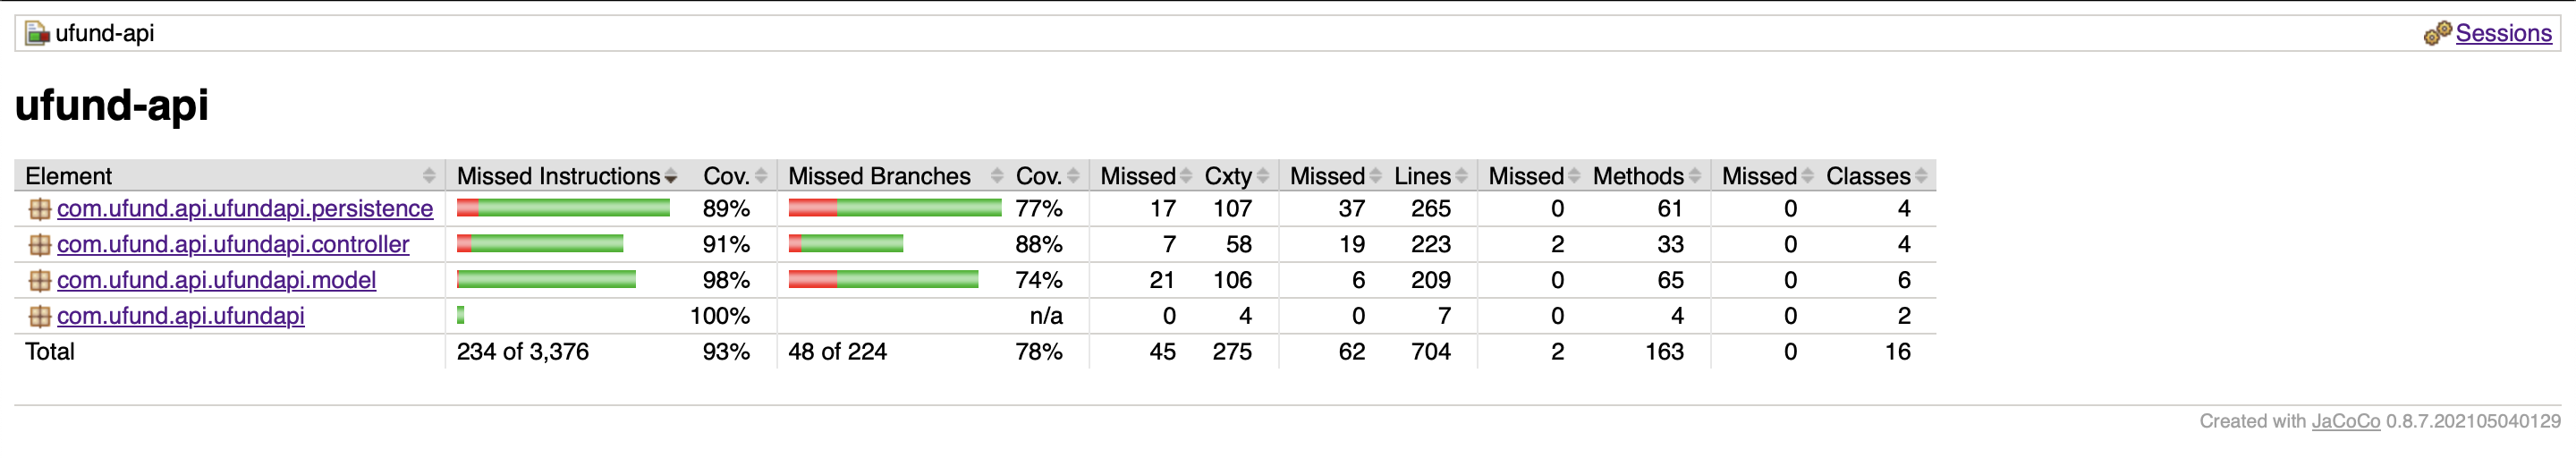 ufund-api Sessions
ufund-api
Element Missed Instructions Cov. Missed Branches Cov. Missed Cxty Missed Lines Missed Methods Missed Classes
com.ufund.api.ufundapi.persistence 89% 77% 17 107 37 265 0 61 0 4
com.ufund.api.ufundapi.controller 91% 88% 7 58 19 223 2 33 0 4
com.ufund.api.ufundapi.model 98% 74% 21 106 6 209 0 65 0 6
com.ufund.api.ufundapi 100% n/a 0 4 0 7 0 4 0 2
Total 234 of 3,376 93% 48 of 224 78% 45 275 62 704 2 163 0 16
Created with JaCoCo 0.8.7.202105040129